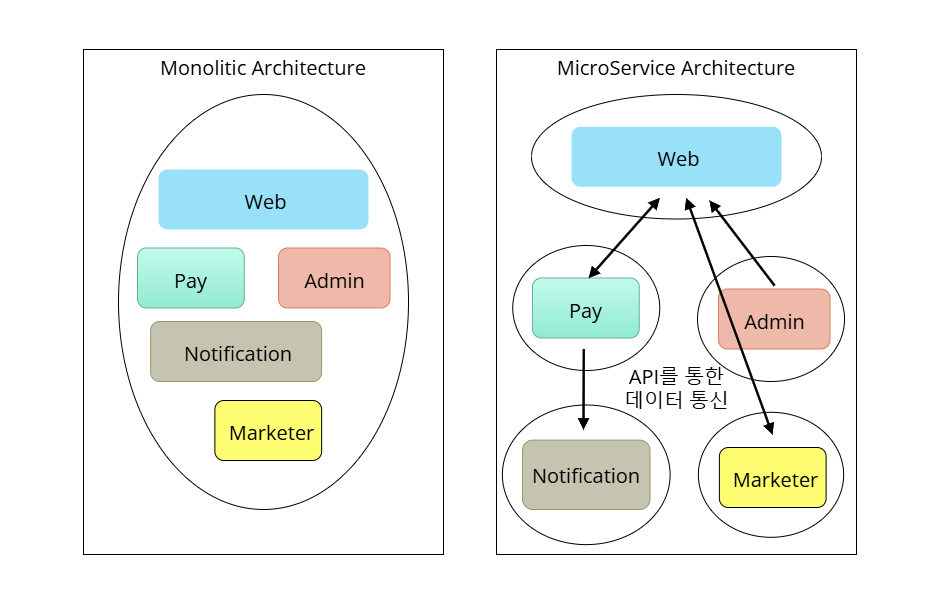 Monolitic Architecture
Web
Pay
Admin
Notification
Marketer
MicroService Architecture
Web
Pay
Admin
API를 통한
데이터 통신
Notification
Marketer